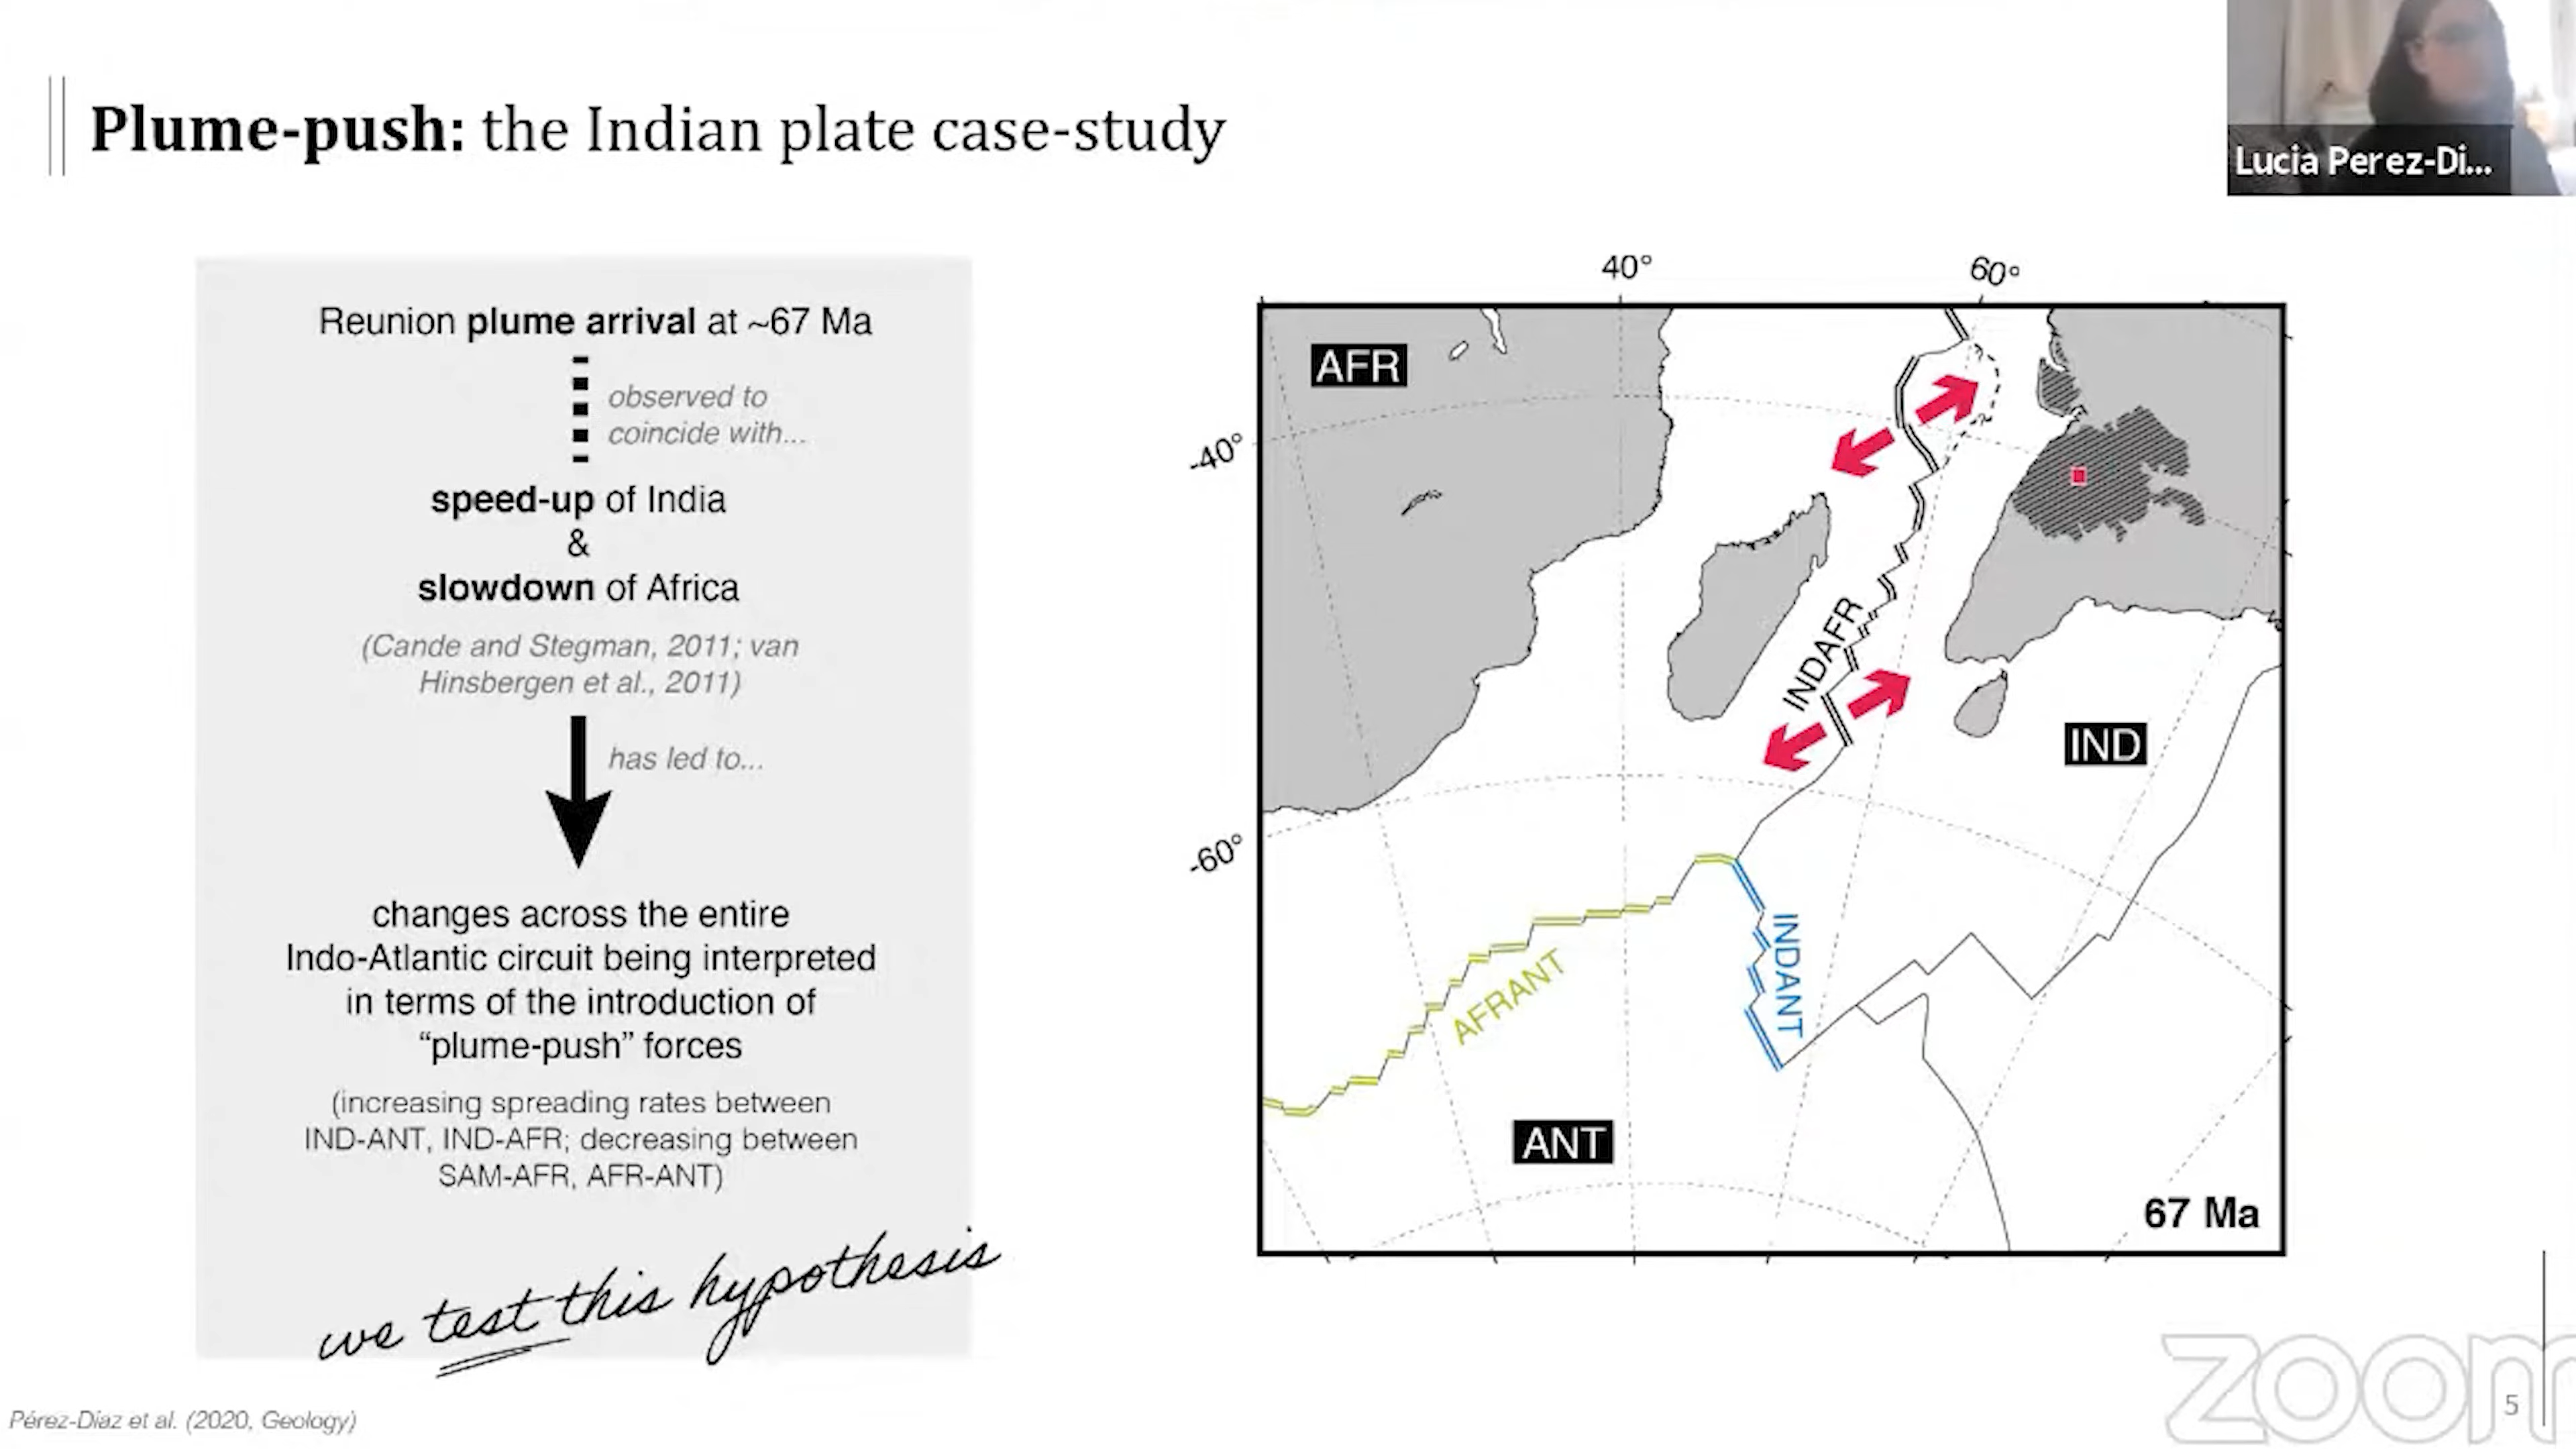 Plume-push: the Indian plate case-study
Lucia Perez-Di...
Reunion plume arrival at ~67 Ma
observed to
coincide with...
speed-up of India
&
slowdown of Africa
(Cande and Stegman, 2011; van
Hinsbergen et al., 2011)
has led to...
changes across the entire
Indo-Atlantic circuit being interpreted
in terms of the introduction of
“plume-push” forces
(increasing spreading rates between
IND-ANT, IND-AFR; decreasing between
SAM-AFR, AFR-ANT)
we test this hypothesis
40°
60°
-40°
-60°
AFR
INDAFR
IND
INDANT
AFRANT
ANT
67 Ma
?
?
Pérez-Díaz et al. (2020, Geology)
zoom
5